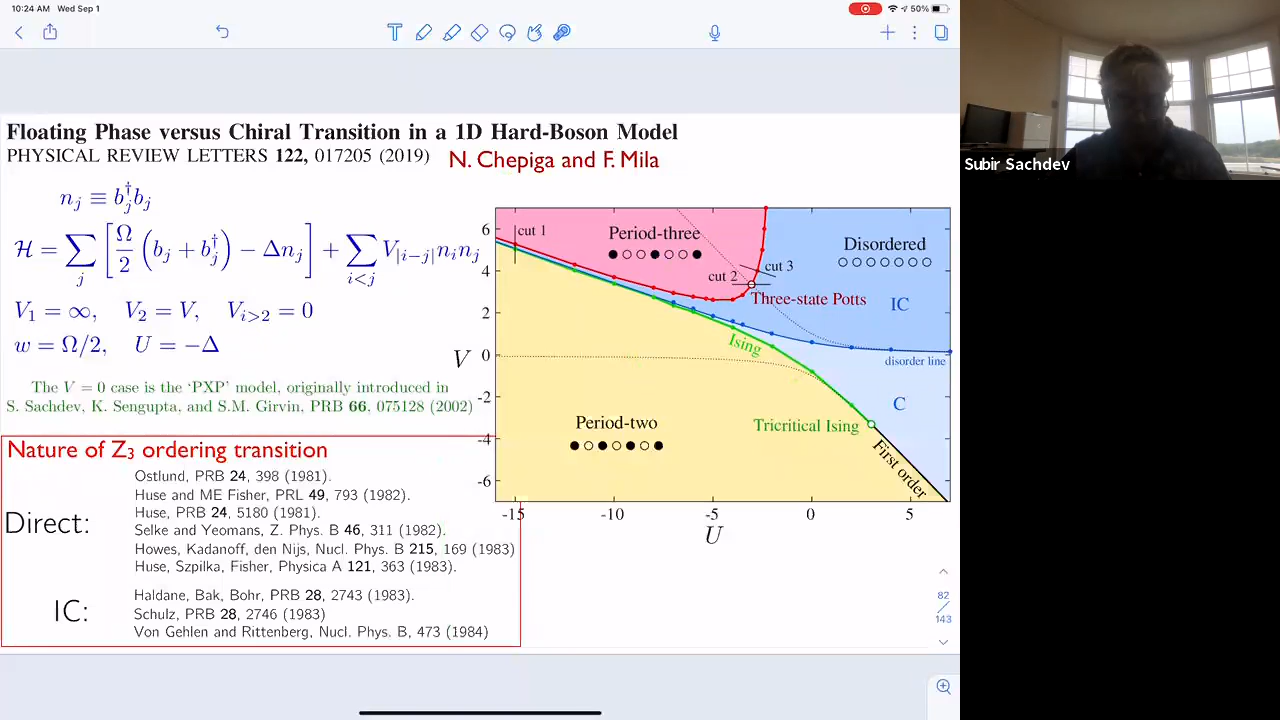 10:24 AM Wed Sep 1
50%
Floating Phase versus Chiral Transition in a 1D Hard-Boson Model
PHYSICAL REVIEW LETTERS 122, 017205 (2019) N. Chepiga and F. Mila
n_j ≡ b_j^† b_j
ℋ = ∑_j [Ω/2 (b_j + b_j^†) − Δn_j] + ∑_{i<j} V_{|i−j|} n_i n_j
V_1 = ∞, V_2 = V, V_{i>2} = 0
w = Ω/2, U = −Δ
The V = 0 case is the ‘PXP’ model, originally introduced in
S. Sachdev, K. Sengupta, and S.M. Girvin, PRB 66, 075128 (2002)
Nature of Z_3 ordering transition
Direct:
Ostlund, PRB 24, 398 (1981).
Huse and ME Fisher, PRL 49, 793 (1982).
Huse, PRB 24, 5180 (1981).
Selke and Yeomans, Z. Phys. B 46, 311 (1982).
Howes, Kadanoff, den Nijs, Nucl. Phys. B 215, 169 (1983)
Huse, Szpilka, Fisher, Physica A 121, 363 (1983).
IC:
Haldane, Bak, Bohr, PRB 28, 2743 (1983).
Schulz, PRB 28, 2746 (1983)
Von Gehlen and Rittenberg, Nucl. Phys. B, 473 (1984)
V
6
4
2
0
-2
-4
-6
-15
-10
-5
0
5
U
cut 1
Period-three
cut 2
cut 3
Disordered
Three-state Potts
IC
Ising
disorder line
C
Period-two
Tricritical Ising
First order
82
143
Subir Sachdev